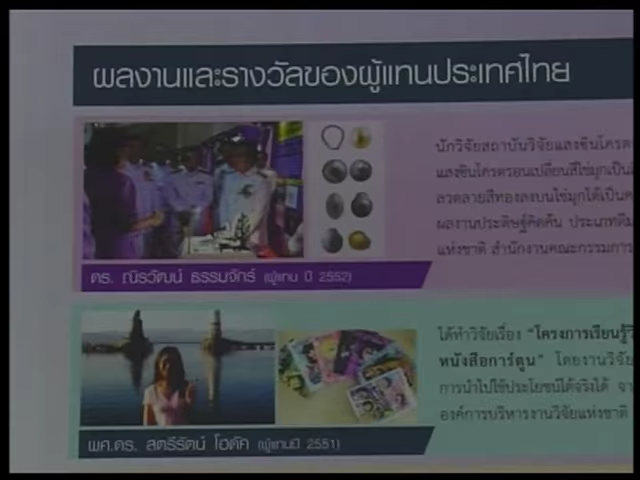 ผลงานและรางวัลของผู้แทนประเทศไทย
นักวิจัยสถาบันวิจัยแสงซินโครต
แสงซินโครตรอนเปลี่ยนสีไข่มุกเป็น
ลวดลายสีทองลงบนไข่มุกได้เป็น
ผลงานประดิษฐ์คิดค้น ประเภท
แห่งชาติ สำนักงานคณะกรรมการ
ดร. ณิรวัฒน์ ธรรมจักร์ (ผู้แทน ปี 2552)
ได้ทำวิจัยเรื่อง "โครงการเรียนรู้
หนังสือการ์ตูน" โดยงานวิจัย
การนำไปใช้ประโยชน์ได้จริงได้
องค์การบริหารงานวิจัยแห่งชาติ
ผศ.ดร. สตรีรัตน์ โฮดัค (ผู้แทนปี 2551)